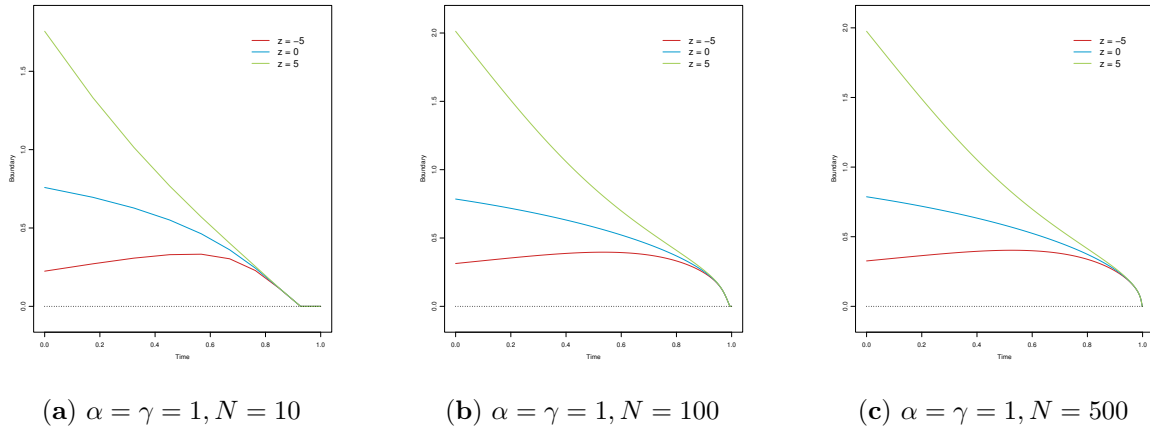 z = −5
z = 0
z = 5
Boundary
0.0 0.5 1.0 1.5
0.0 0.2 0.4 0.6 0.8 1.0
Time
(a) α = γ = 1, N = 10
z = −5
z = 0
z = 5
Boundary
0.0 0.5 1.0 1.5 2.0
0.0 0.2 0.4 0.6 0.8 1.0
Time
(b) α = γ = 1, N = 100
z = −5
z = 0
z = 5
Boundary
0.0 0.5 1.0 1.5 2.0
0.0 0.2 0.4 0.6 0.8 1.0
Time
(c) α = γ = 1, N = 500